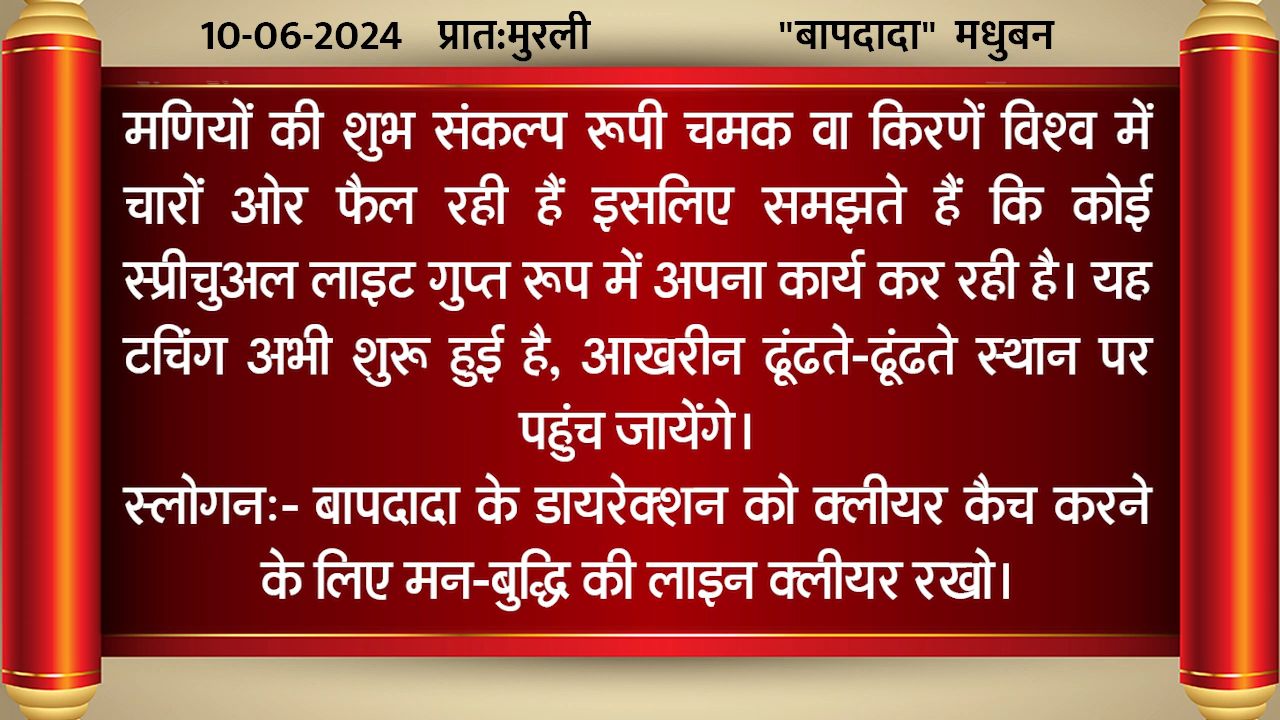 10-06-2024 प्रात:मुरली "बापदादा" मधुबन
मणियों की शुभ संकल्प रूपी चमक वा किरणें विश्व में
चारों ओर फैल रही हैं इसलिए समझते हैं कि कोई
स्प्रीचुअल लाइट गुप्त रूप में अपना कार्य कर रही है। यह
टचिंग अभी शुरू हुई है, आखरीन ढूंढते-ढूंढते स्थान पर
पहुंच जायेंगे।
स्लोगनः- बापदादा के डायरेक्शन को क्लीयर कैच करने
के लिए मन-बुद्धि की लाइन क्लीयर रखो।